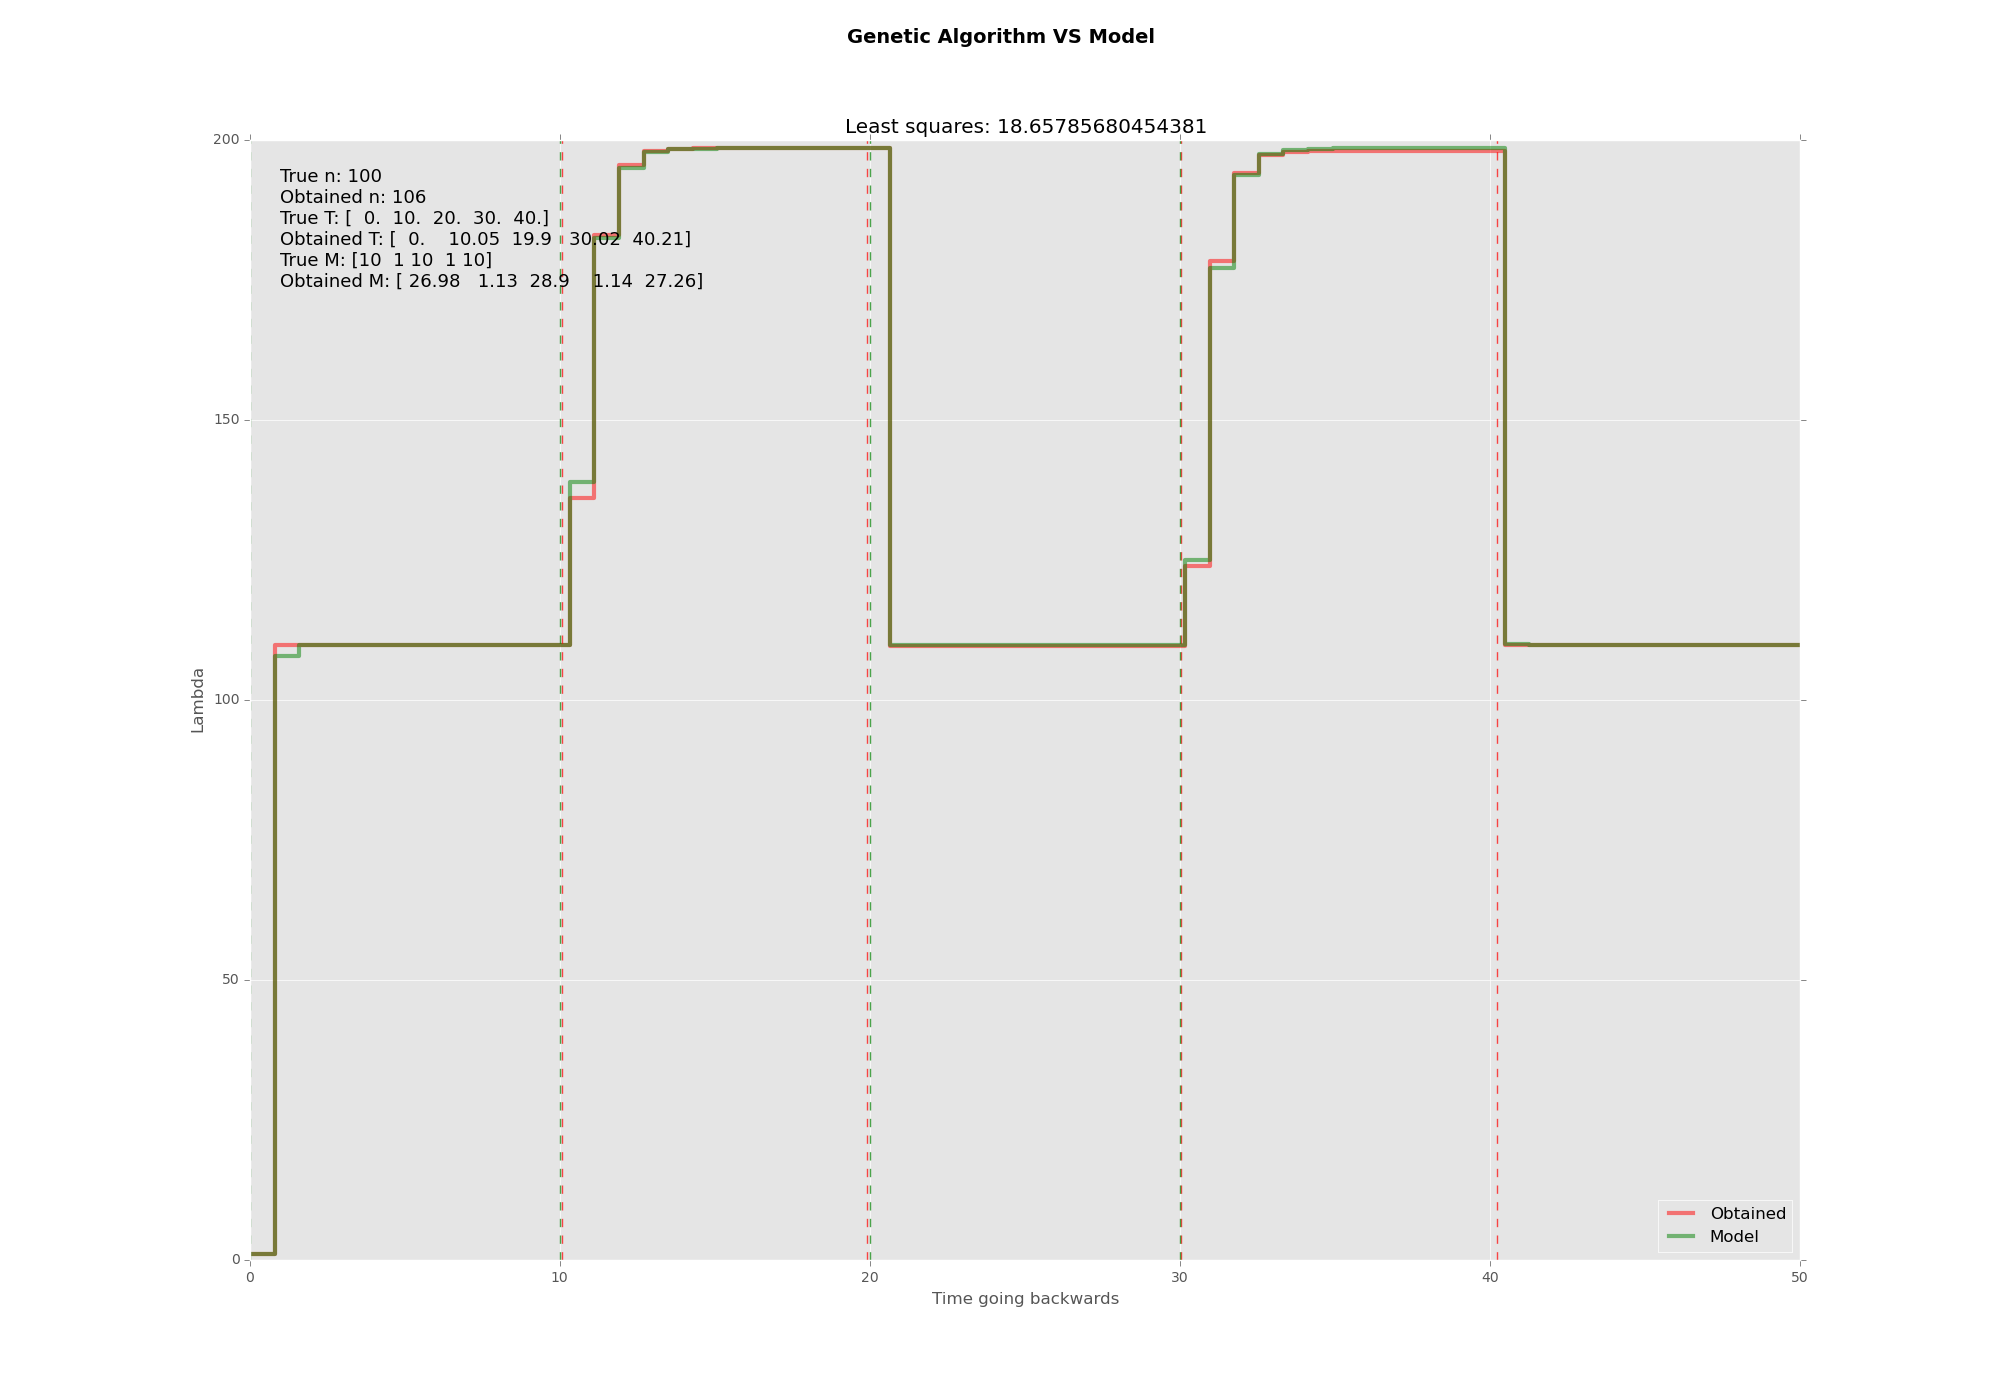 Genetic Algorithm VS Model
Least squares: 18.65785680454381
200
150
100
50
0
Lambda
True n: 100
Obtained n: 106
True T: [  0.  10.  20.  30.  40.]
Obtained T: [  0.    10.05  19.9   30.02  40.21]
True M: [10  1 10  1 10]
Obtained M: [ 26.98   1.13  28.9    1.14  27.26]
Obtained
Model
0 10 20 30 40 50
Time going backwards